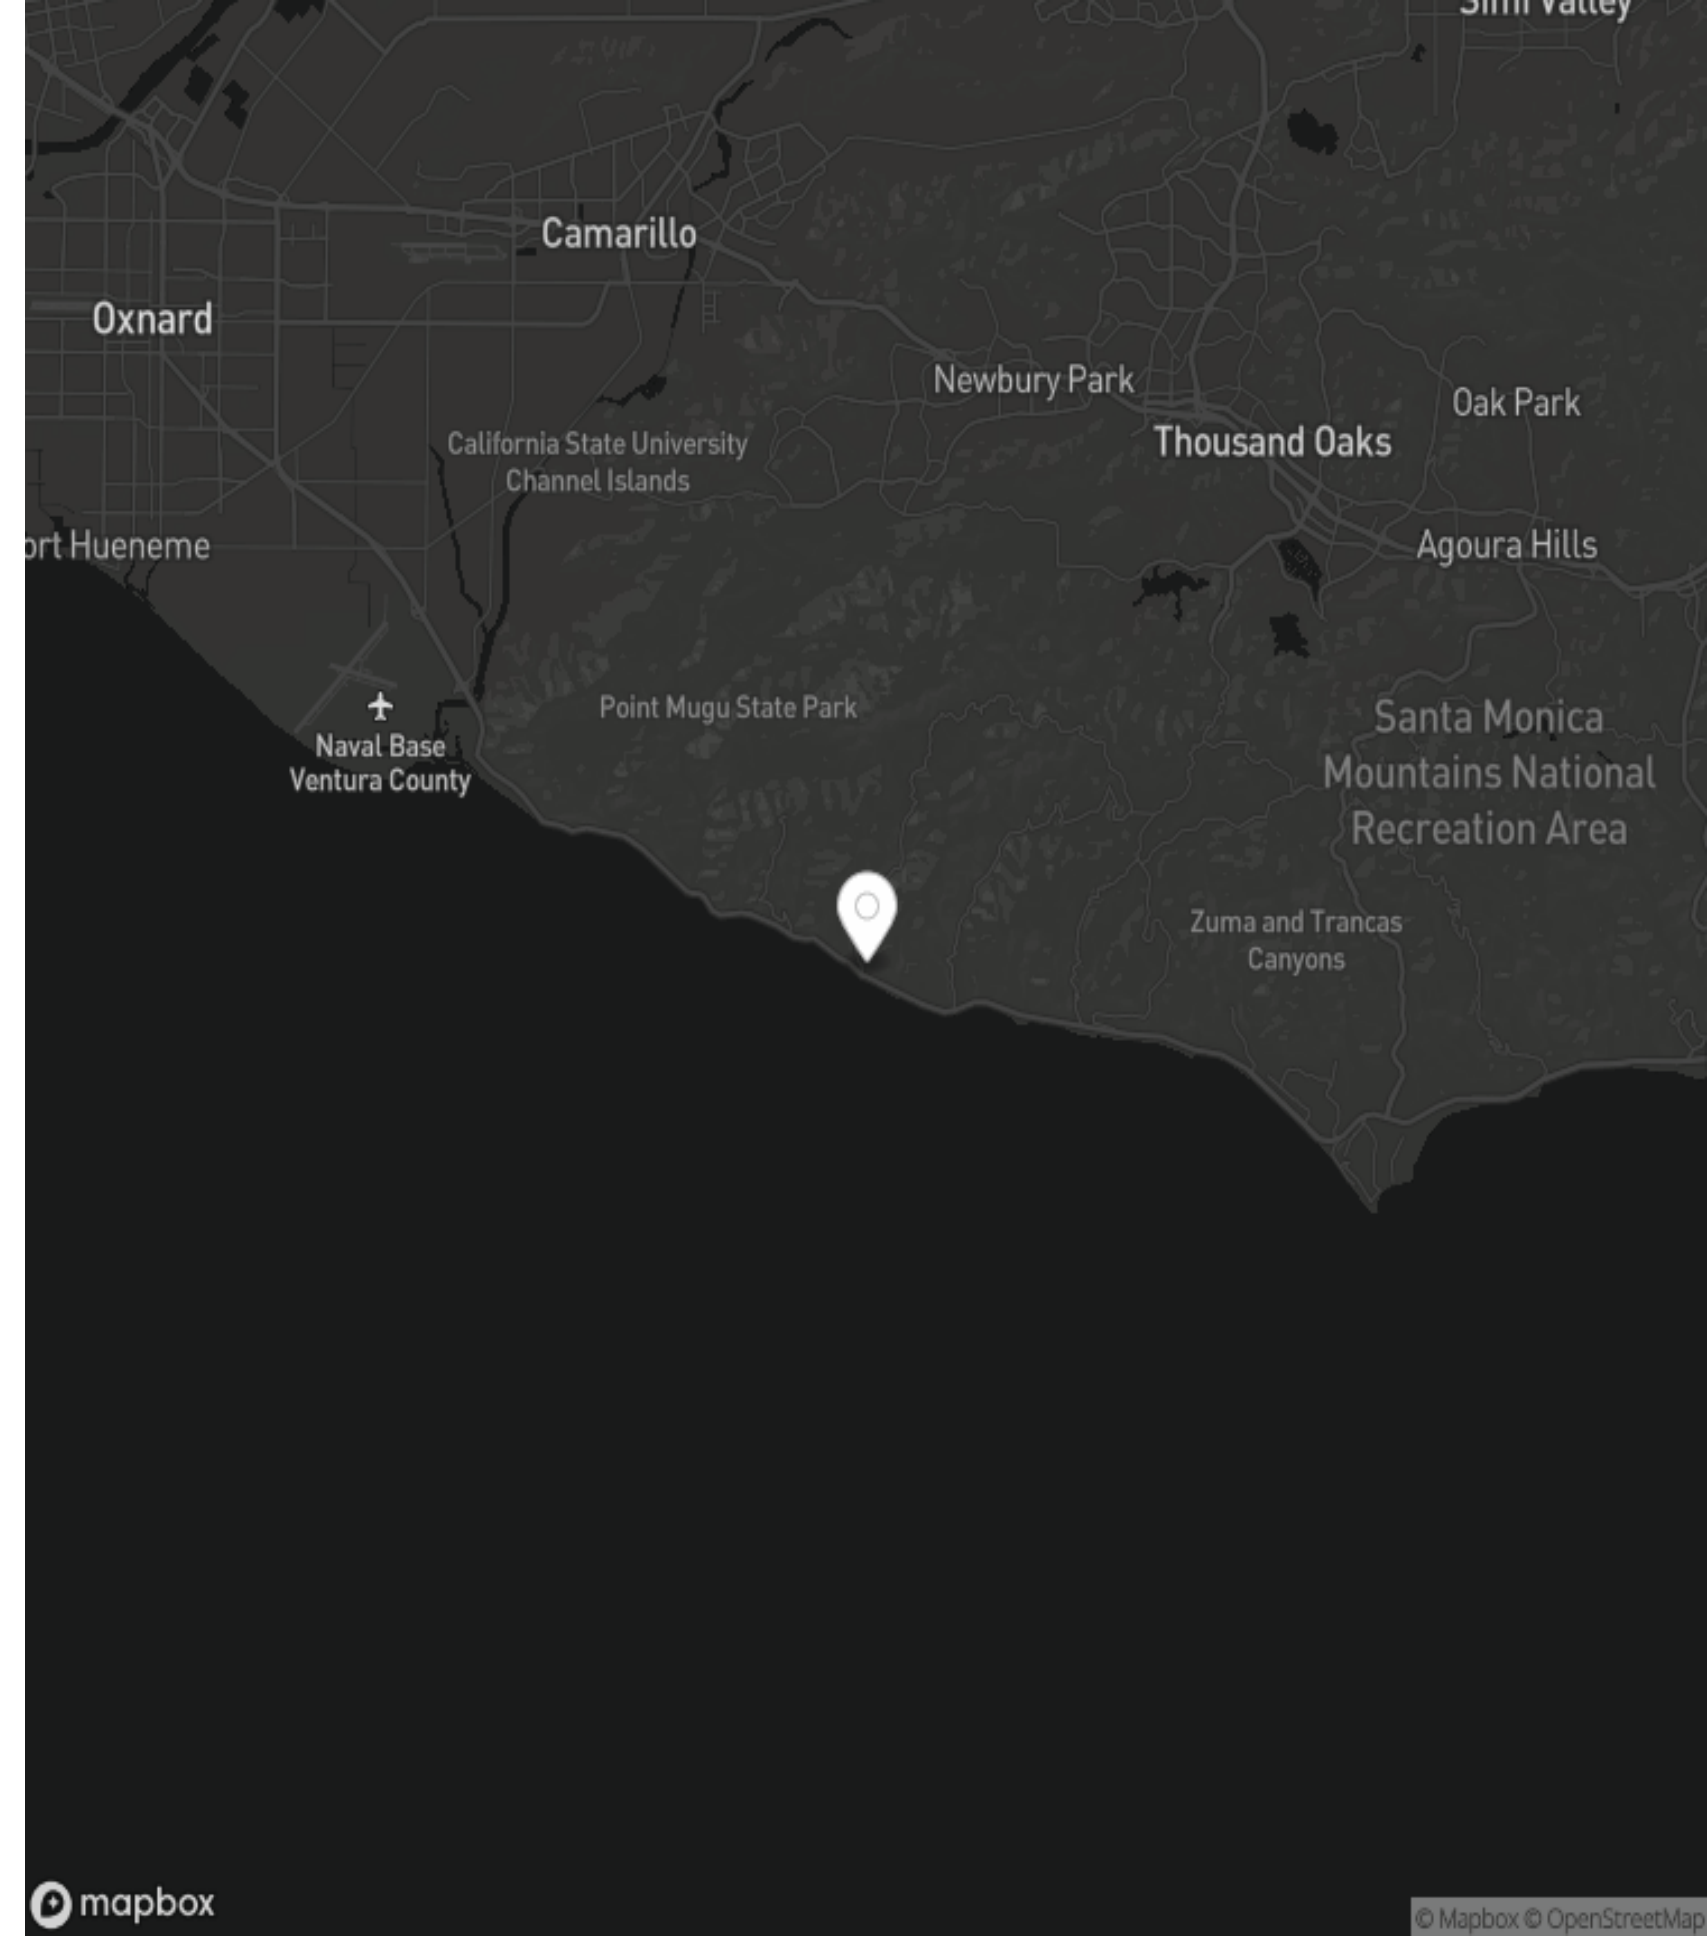 Simi Valley
Camarillo
Oxnard
Newbury Park
Oak Park
Thousand Oaks
California State University
Channel Islands
ort Hueneme
Agoura Hills
Point Mugu State Park
Santa Monica
Mountains National
Recreation Area
Naval Base
Ventura County
Zuma and Trancas
Canyons
mapbox
© Mapbox © OpenStreetMap